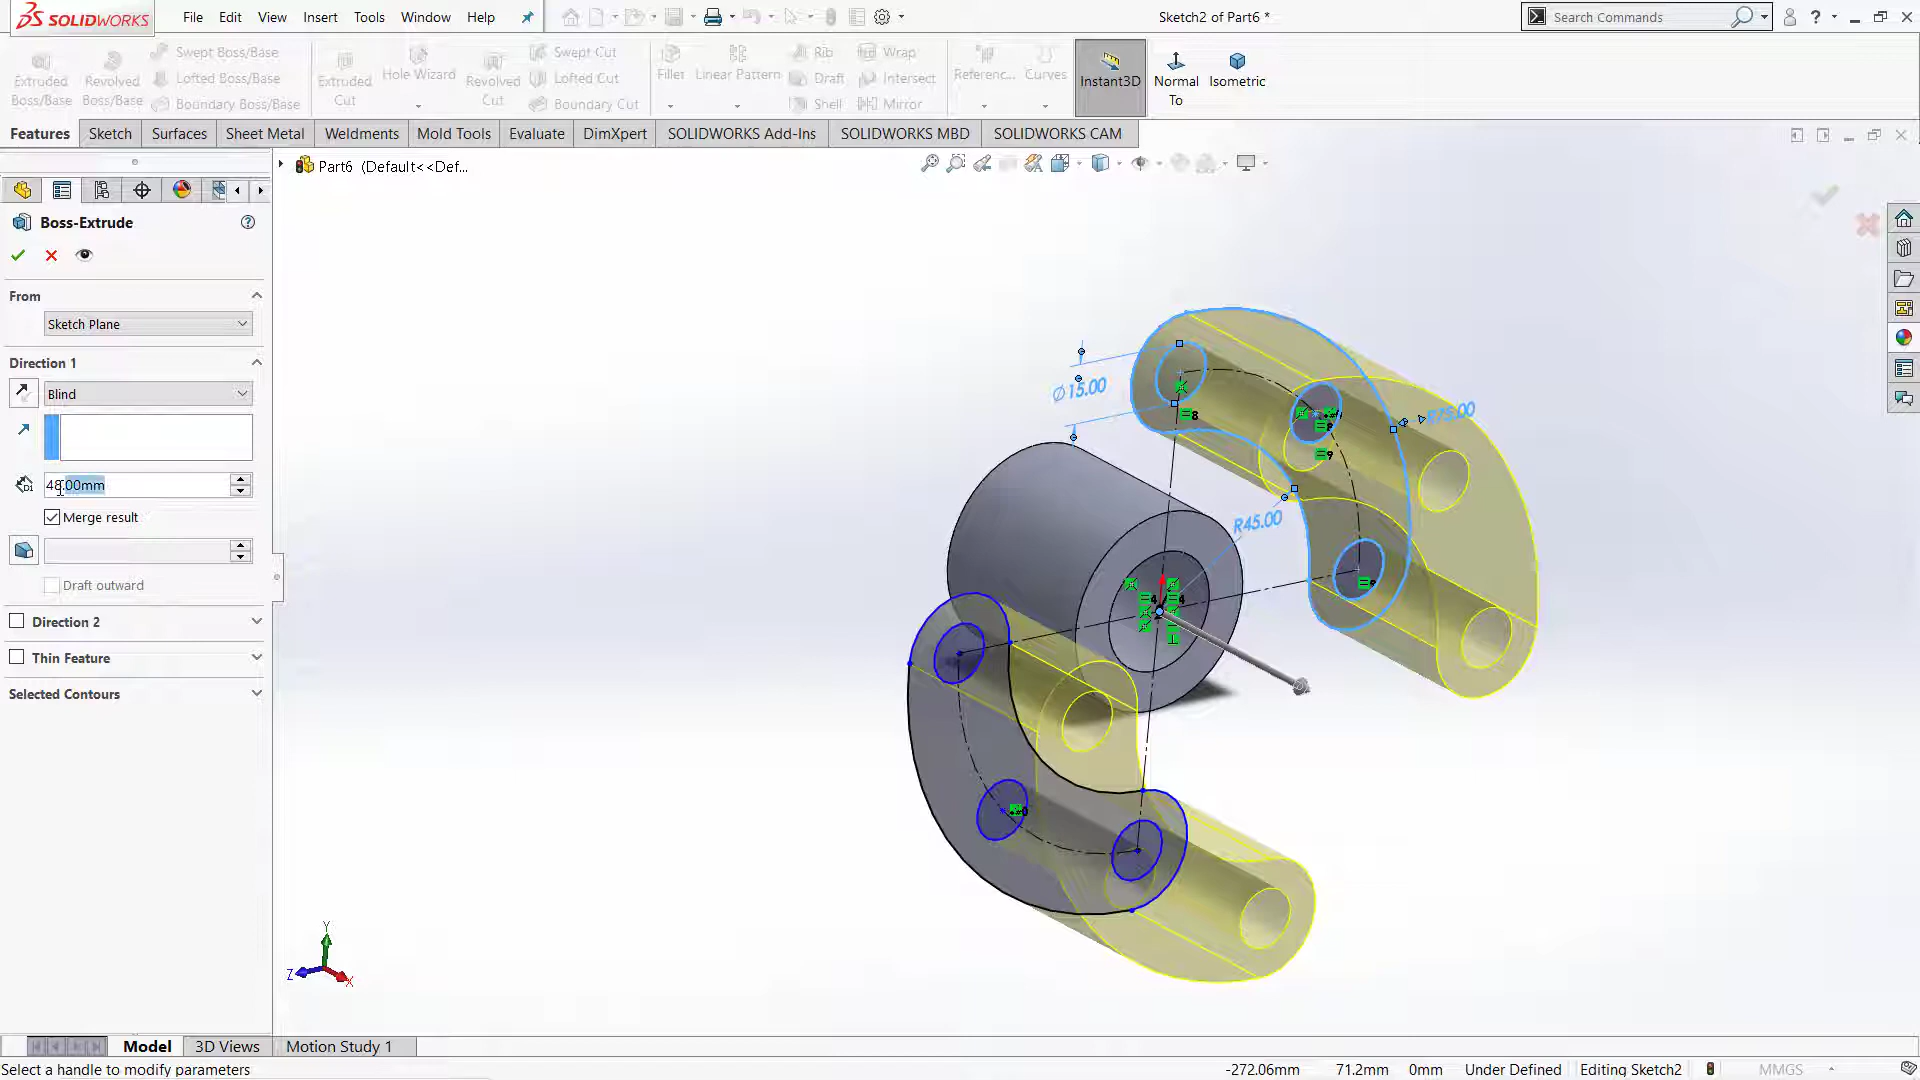 SOLIDWORKS
File Edit View Insert Tools Window Help
Sketch2 of Part6 *
Search Commands
Extruded Boss/Base
Revolved Boss/Base
Swept Boss/Base
Lofted Boss/Base
Boundary Boss/Base
Extruded Cut
Hole Wizard
Revolved Cut
Swept Cut
Lofted Cut
Boundary Cut
Fillet
Linear Pattern
Rib
Draft
Shell
Wrap
Intersect
Mirror
Referenc...
Curves
Instant3D
Normal To
Isometric
Features Sketch Surfaces Sheet Metal Weldments Mold Tools Evaluate DimXpert SOLIDWORKS Add-Ins SOLIDWORKS MBD SOLIDWORKS CAM
Part6 (Default<<Def...
Boss-Extrude
From
Sketch Plane
Direction 1
Blind
48.00mm
Merge result
Draft outward
Direction 2
Thin Feature
Selected Contours
Ø15.00
R75.00
R45.00
Y
Z
X
Model 3D Views Motion Study 1
Select a handle to modify parameters
-272.06mm 71.2mm 0mm Under Defined Editing Sketch2 MMGS